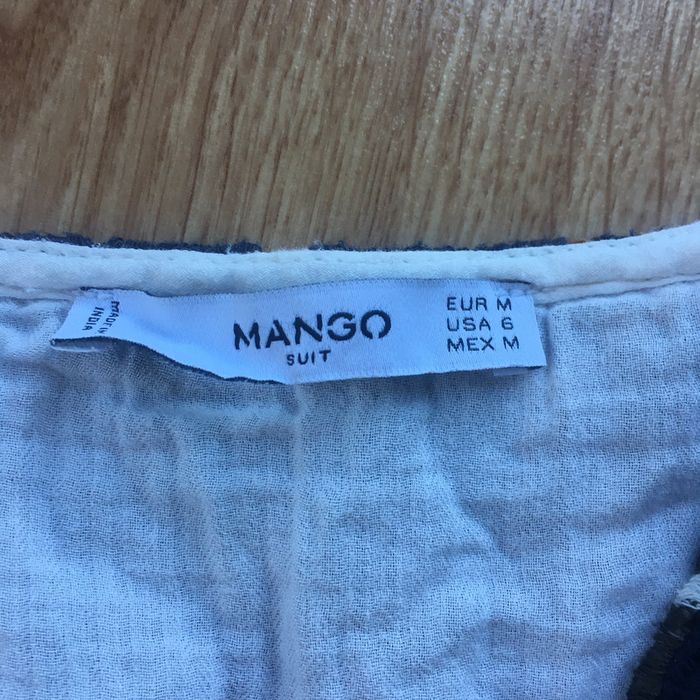 MADE IN
INDIA
MANGO
SUIT
EUR M
USA 6
MEX M